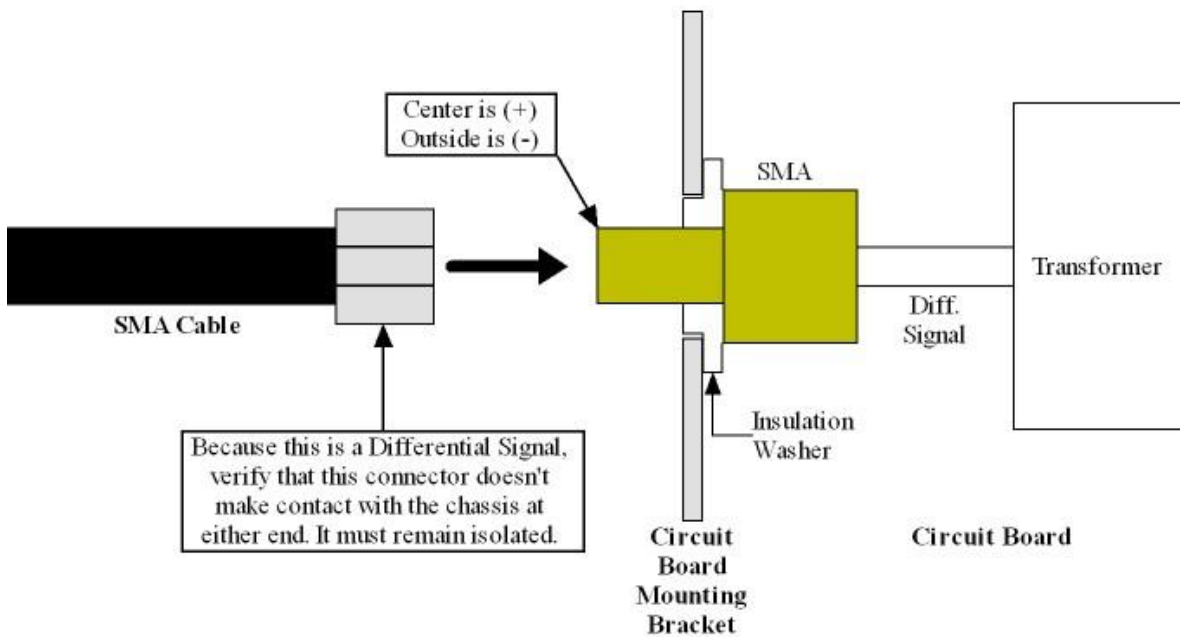 Center is (+)
Outside is (-)
SMA
Transformer
SMA Cable
Diff.
Signal
Because this is a Differential Signal,
verify that this connector doesn't
make contact with the chassis at
either end. It must remain isolated.
Insulation
Washer
Circuit
Board
Mounting
Bracket
Circuit Board